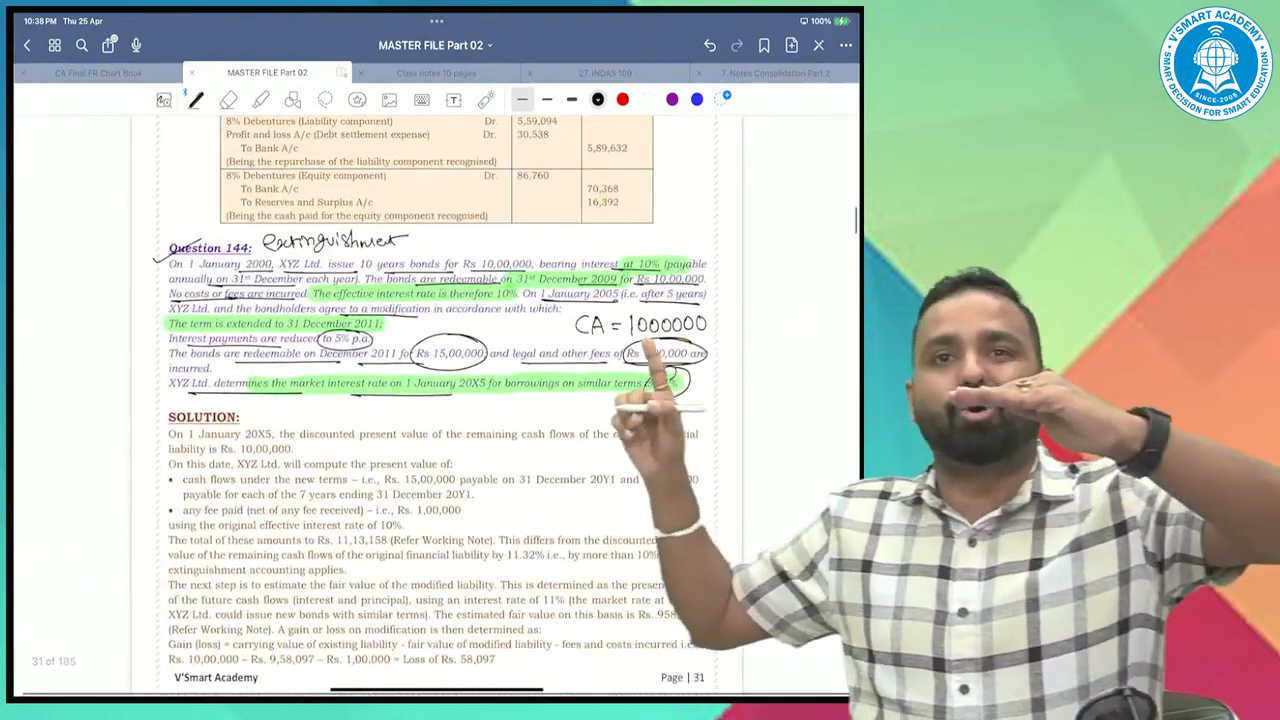 10:38 PM Thu 25 Apr
100%
MASTER FILE Part 02
CA Final FR Chart Book
MASTER FILE Part 02
Class notes 10 pages
27. INDAS 109
7. Notes Consolidation Part 2
8% Debentures (Liability component) Dr. 5,59,094
Profit and loss A/c (Debt settlement expense) Dr. 30,538
To Bank A/c 5,89,632
(Being the repurchase of the liability component recognised)
8% Debentures (Equity component) Dr. 86,760
To Bank A/c 70,368
To Reserves and Surplus A/c 16,392
(Being the cash paid for the equity component recognised)
Question 144: Extinguishment
On 1 January 2000, XYZ Ltd. issue 10 years bonds for Rs 10,00,000, bearing interest at 10% (payable
annually on 31st December each year). The bonds are redeemable on 31st December 2009 for Rs 10,00,000.
No costs or fees are incurred. The effective interest rate is therefore 10%. On 1 January 2005 (i.e. after 5 years)
XYZ Ltd. and the bondholders agree to a modification in accordance with which:
The term is extended to 31 December 2011;
CA = 1000000
Interest payments are reduced to 5% p.a.
The bonds are redeemable on December 2011 for Rs 15,00,000; and legal and other fees of Rs 00,000 are
incurred.
XYZ Ltd. determines the market interest rate on 1 January 20X5 for borrowings on similar terms
SOLUTION:
On 1 January 20X5, the discounted present value of the remaining cash flows of the
liability is Rs. 10,00,000.
On this date, XYZ Ltd. will compute the present value of:
• cash flows under the new terms – i.e., Rs. 15,00,000 payable on 31 December 20Y1 and
payable for each of the 7 years ending 31 December 20Y1.
• any fee paid (net of any fee received) – i.e., Rs. 1,00,000
using the original effective interest rate of 10%.
The total of these amounts to Rs. 11,13,158 (Refer Working Note). This differs from the discounted
value of the remaining cash flows of the original financial liability by 11.32% i.e., by more than 10%
extinguishment accounting applies.
The next step is to estimate the fair value of the modified liability. This is determined as the
of the future cash flows (interest and principal), using an interest rate of 11% (the market rate at
XYZ Ltd. could issue new bonds with similar terms). The estimated fair value on this basis is Rs.
(Refer Working Note). A gain or loss on modification is then determined as:
Gain (loss) = carrying value of existing liability - fair value of modified liability - fees and costs incurred i.e.
Rs. 10,00,000 – Rs. 9,58,097 – Rs. 1,00,000 = Loss of Rs. 58,097
31 of 185
V'Smart Academy Page | 31
V'SMART ACADEMY
SMART DECISION FOR SMART EDUCATION